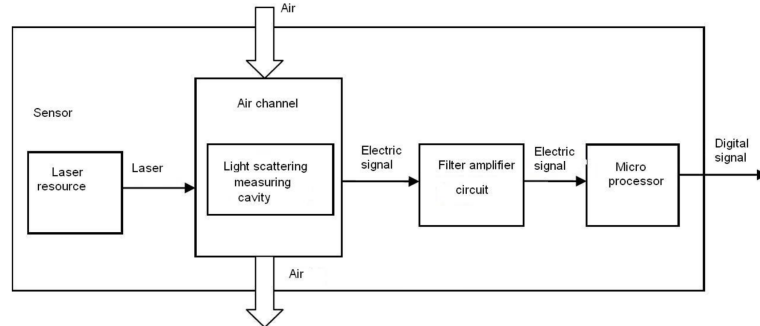 Air
Sensor
Air channel
Laser
resource
Laser
Light scattering
measuring
cavity
Electric
signal
Filter amplifier
circuit
Electric
signal
Micro
processor
Digital
signal
Air